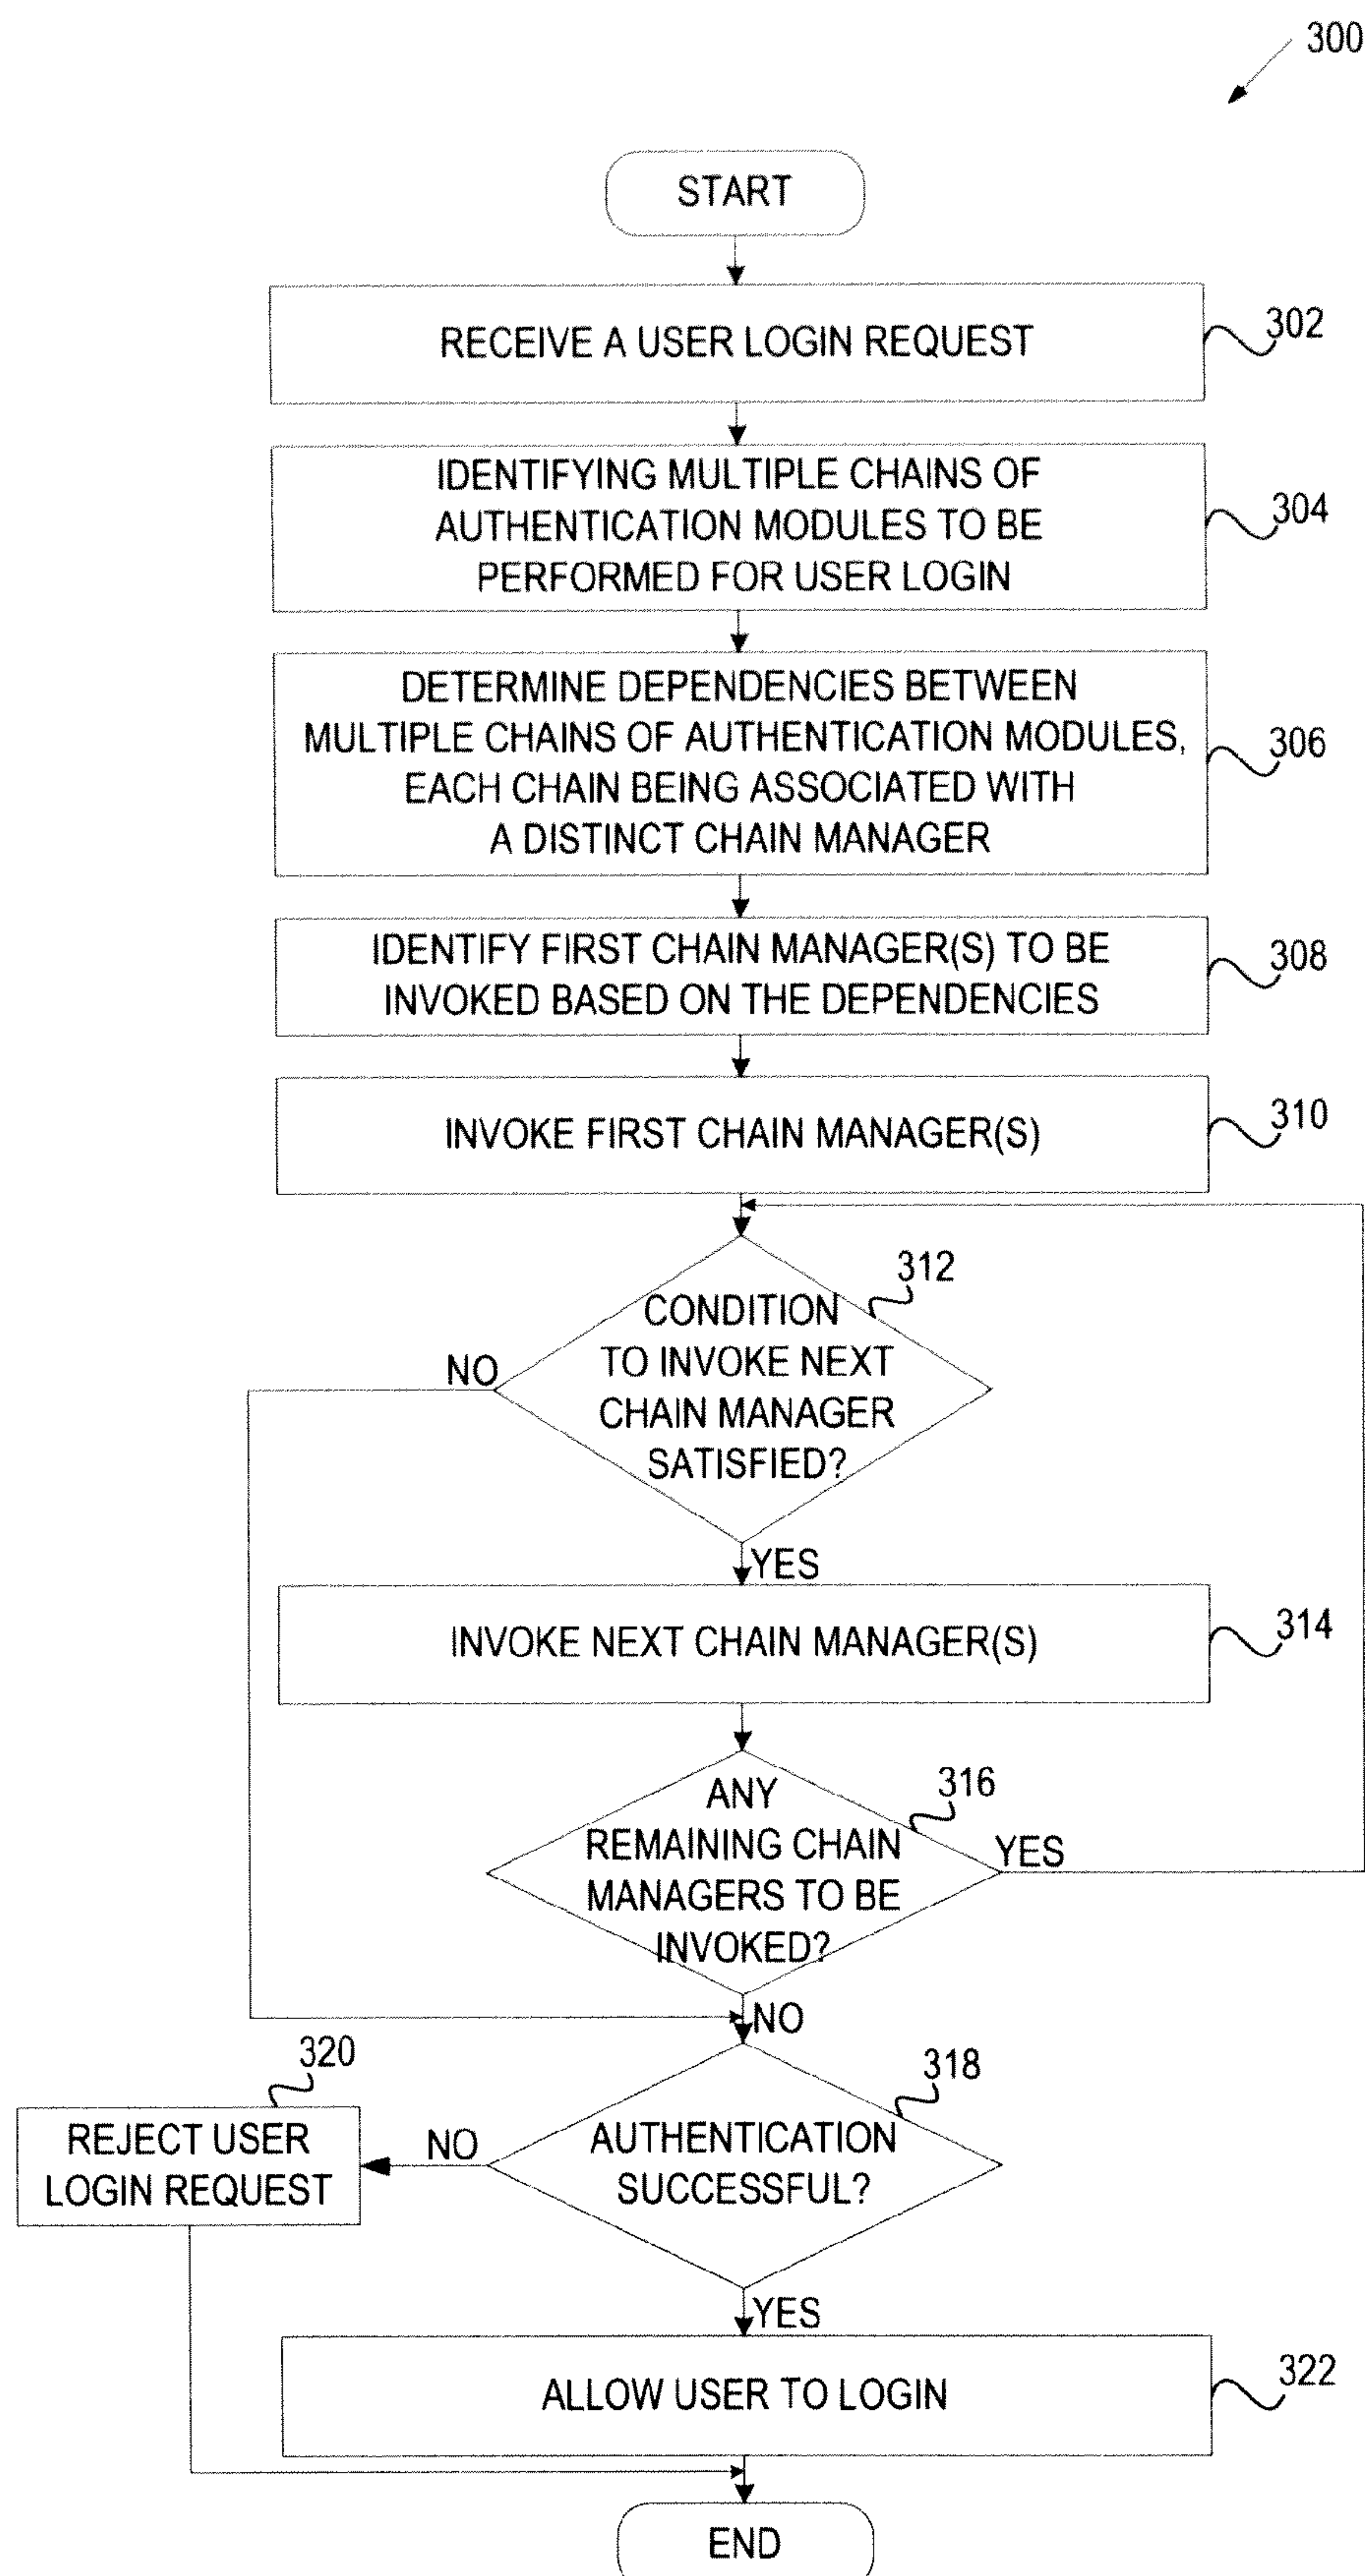 300
START
RECEIVE A USER LOGIN REQUEST
302
IDENTIFYING MULTIPLE CHAINS OF
AUTHENTICATION MODULES TO BE
PERFORMED FOR USER LOGIN
304
DETERMINE DEPENDENCIES BETWEEN
MULTIPLE CHAINS OF AUTHENTICATION MODULES,
EACH CHAIN BEING ASSOCIATED WITH
A DISTINCT CHAIN MANAGER
306
IDENTIFY FIRST CHAIN MANAGER(S) TO BE
INVOKED BASED ON THE DEPENDENCIES
308
INVOKE FIRST CHAIN MANAGER(S)
310
312
CONDITION
TO INVOKE NEXT
CHAIN MANAGER
SATISFIED?
NO
YES
INVOKE NEXT CHAIN MANAGER(S)
314
316
ANY
REMAINING CHAIN
MANAGERS TO BE
INVOKED?
YES
NO
318
AUTHENTICATION
SUCCESSFUL?
NO
320
REJECT USER
LOGIN REQUEST
YES
ALLOW USER TO LOGIN
322
END